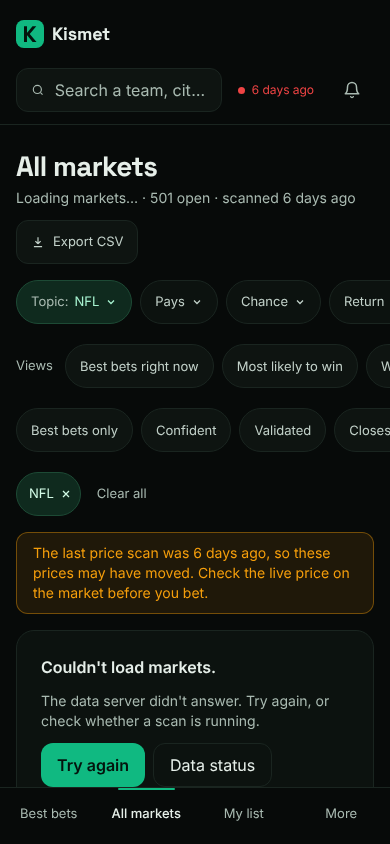 K Kismet
Search a team, cit... 6 days ago
All markets
Loading markets... · 501 open · scanned 6 days ago
Export CSV
Topic: NFL Pays Chance Return
Views Best bets right now Most likely to win
Best bets only Confident Validated Closes
NFL × Clear all
The last price scan was 6 days ago, so these
prices may have moved. Check the live price on
the market before you bet.
Couldn't load markets.
The data server didn't answer. Try again, or
check whether a scan is running.
Try again Data status
Best bets All markets My list More